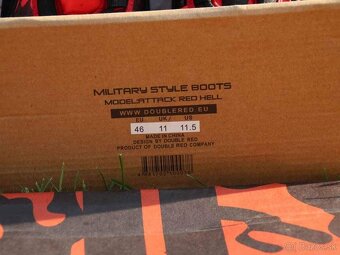 MILITARY STYLE BOOTS
MODEL:ATTACK RED HELL
WWW.DOUBLERED.EU
EU UK/ US
46 11 11.5
MADE IN CHINA
DESIGN BY DOUBLE RED
PRODUCT OF DOUBLE RED COMPANY